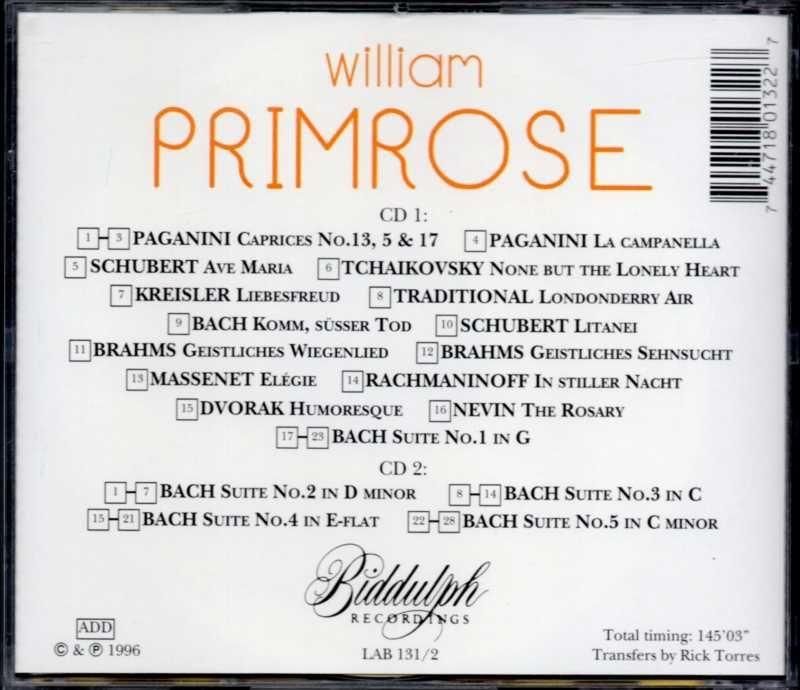 william
PRIMROSE
7 44718 01322 7
CD 1:
1-3 PAGANINI CAPRICES NO.13, 5 & 17 4 PAGANINI LA CAMPANELLA
5 SCHUBERT AVE MARIA 6 TCHAIKOVSKY NONE BUT THE LONELY HEART
7 KREISLER LIEBESFREUD 8 TRADITIONAL LONDONDERRY AIR
9 BACH KOMM, SÜSSER TOD 10 SCHUBERT LITANEI
11 BRAHMS GEISTLICHES WIEGENLIED 12 BRAHMS GEISTLICHES SEHNSUCHT
13 MASSENET ELÉGIE 14 RACHMANINOFF IN STILLER NACHT
15 DVORAK HUMORESQUE 16 NEVIN THE ROSARY
17-23 BACH SUITE NO.1 IN G
CD 2:
1-7 BACH SUITE NO.2 IN D MINOR 8-14 BACH SUITE NO.3 IN C
15-21 BACH SUITE NO.4 IN E-FLAT 22-28 BACH SUITE NO.5 IN C MINOR
Biddulph
RECORDINGS
LAB 131/2
ADD
© & ℗ 1996
Total timing: 145'03"
Transfers by Rick Torres